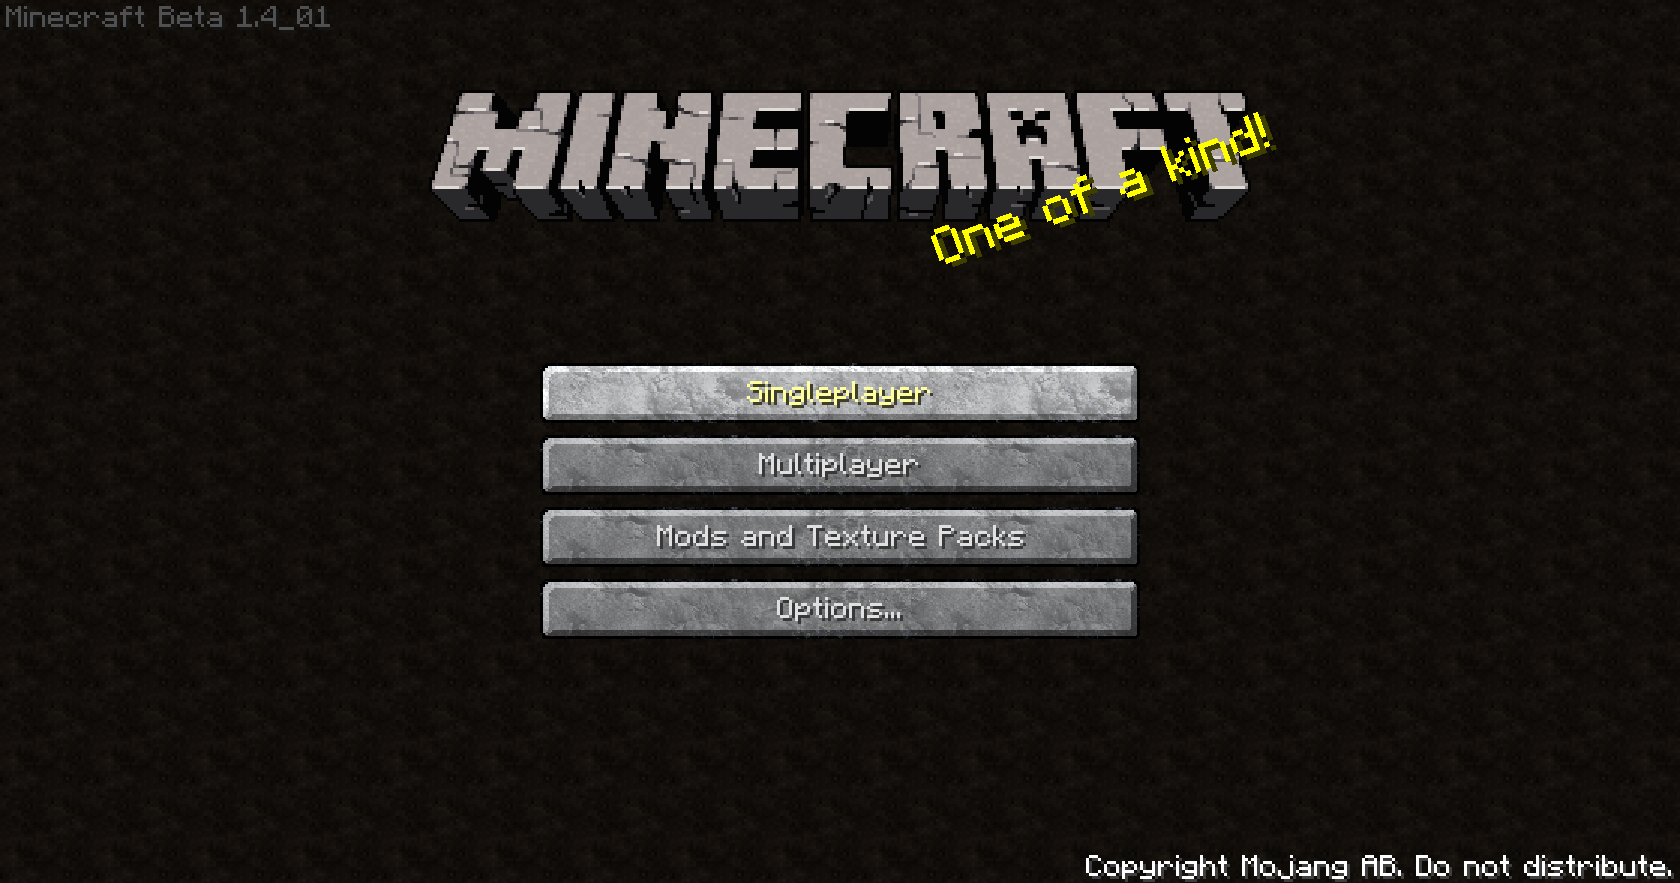 Minecraft Beta 1.4_01
MINECRAFT
One of a kind!
Singleplayer
Multiplayer
Mods and Texture Packs
Options...
Copyright Mojang AB. Do not distribute.